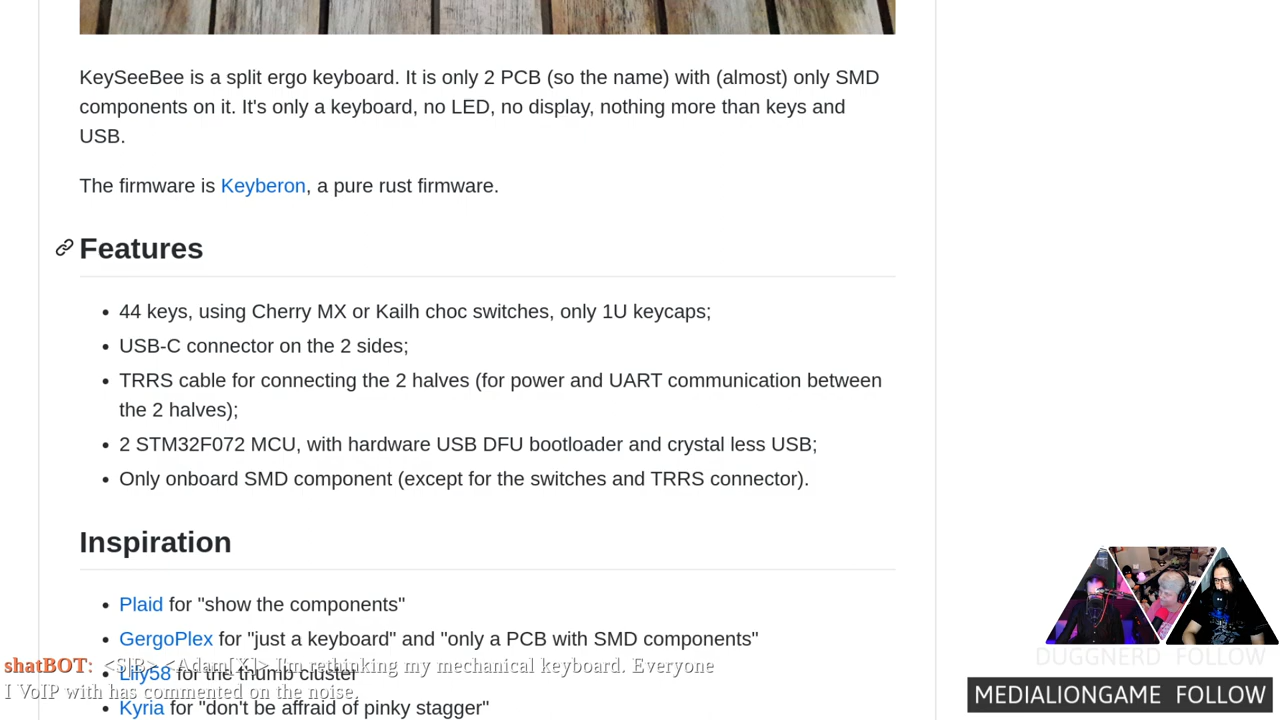 KeySeeBee is a split ergo keyboard. It is only 2 PCB (so the name) with (almost) only SMD
components on it. It's only a keyboard, no LED, no display, nothing more than keys and
USB.
The firmware is Keyberon, a pure rust firmware.
Features
44 keys, using Cherry MX or Kailh choc switches, only 1U keycaps;
USB-C connector on the 2 sides;
TRRS cable for connecting the 2 halves (for power and UART communication between
the 2 halves);
2 STM32F072 MCU, with hardware USB DFU bootloader and crystal less USB;
Only onboard SMD component (except for the switches and TRRS connector).
Inspiration
Plaid for "show the components"
GergoPlex for "just a keyboard" and "only a PCB with SMD components"
shatBOT: <S|B> <Adam[X]> I'm rethinking my mechanical keyboard. Everyone
Lily58 for the thumb cluster
I VoIP with has commented on the noise.
Kyria for "don't be affraid of pinky stagger"
DUGGNERD FOLLOW
MEDIALIONGAME FOLLOW